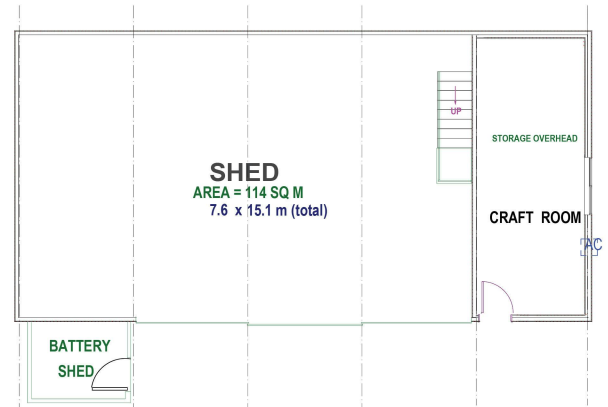 UP
STORAGE OVERHEAD
SHED
AREA = 114 SQ M
7.6 x 15.1 m (total)
CRAFT ROOM
AC
BATTERY
SHED